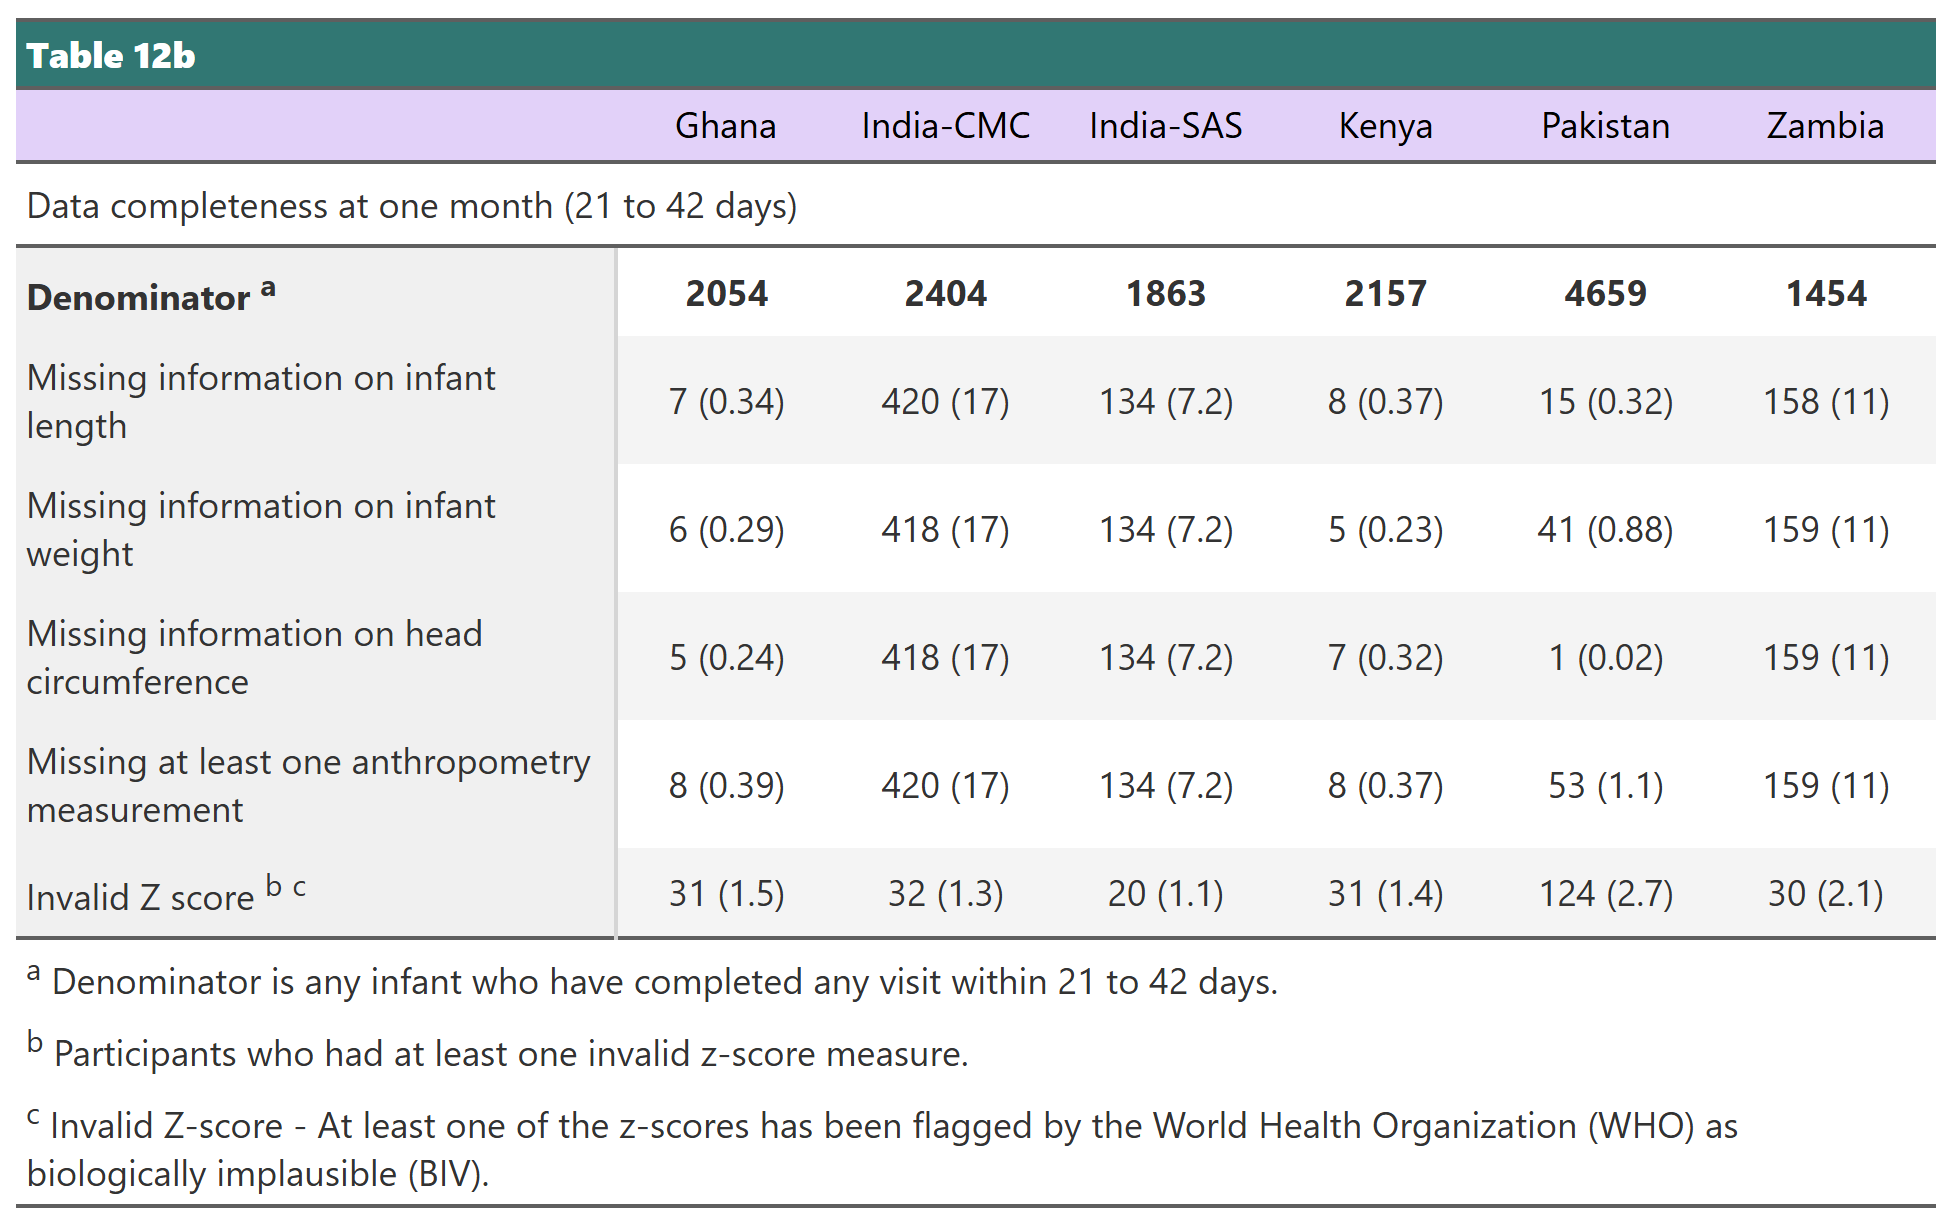 Table 12b
Ghana India-CMC India-SAS Kenya Pakistan Zambia
Data completeness at one month (21 to 42 days)
Denominator a 2054 2404 1863 2157 4659 1454
Missing information on infant
length 7 (0.34) 420 (17) 134 (7.2) 8 (0.37) 15 (0.32) 158 (11)
Missing information on infant
weight 6 (0.29) 418 (17) 134 (7.2) 5 (0.23) 41 (0.88) 159 (11)
Missing information on head
circumference 5 (0.24) 418 (17) 134 (7.2) 7 (0.32) 1 (0.02) 159 (11)
Missing at least one anthropometry
measurement 8 (0.39) 420 (17) 134 (7.2) 8 (0.37) 53 (1.1) 159 (11)
Invalid Z score b c 31 (1.5) 32 (1.3) 20 (1.1) 31 (1.4) 124 (2.7) 30 (2.1)
a Denominator is any infant who have completed any visit within 21 to 42 days.
b Participants who had at least one invalid z-score measure.
c Invalid Z-score - At least one of the z-scores has been flagged by the World Health Organization (WHO) as
biologically implausible (BIV).